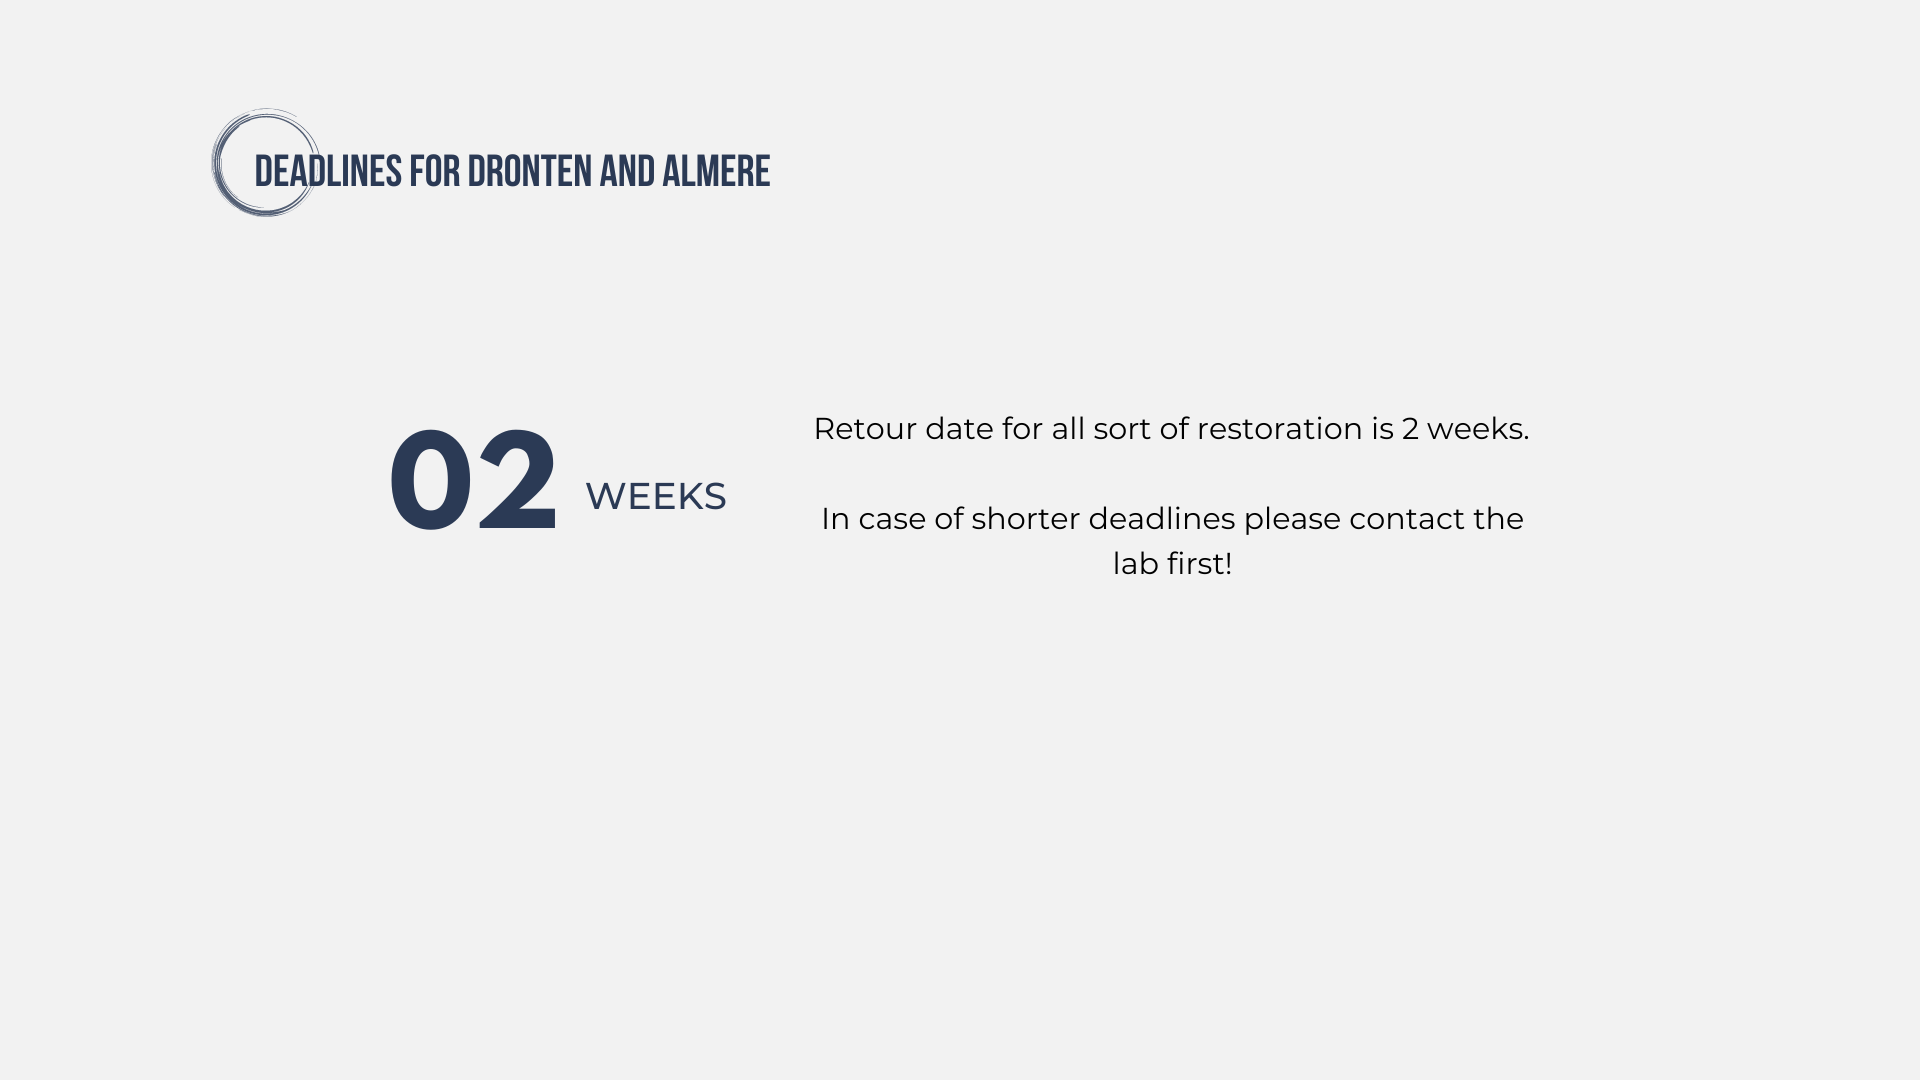 DEADLINES FOR DRONTEN AND ALMERE
02 WEEKS
Retour date for all sort of restoration is 2 weeks.
In case of shorter deadlines please contact the
lab first!